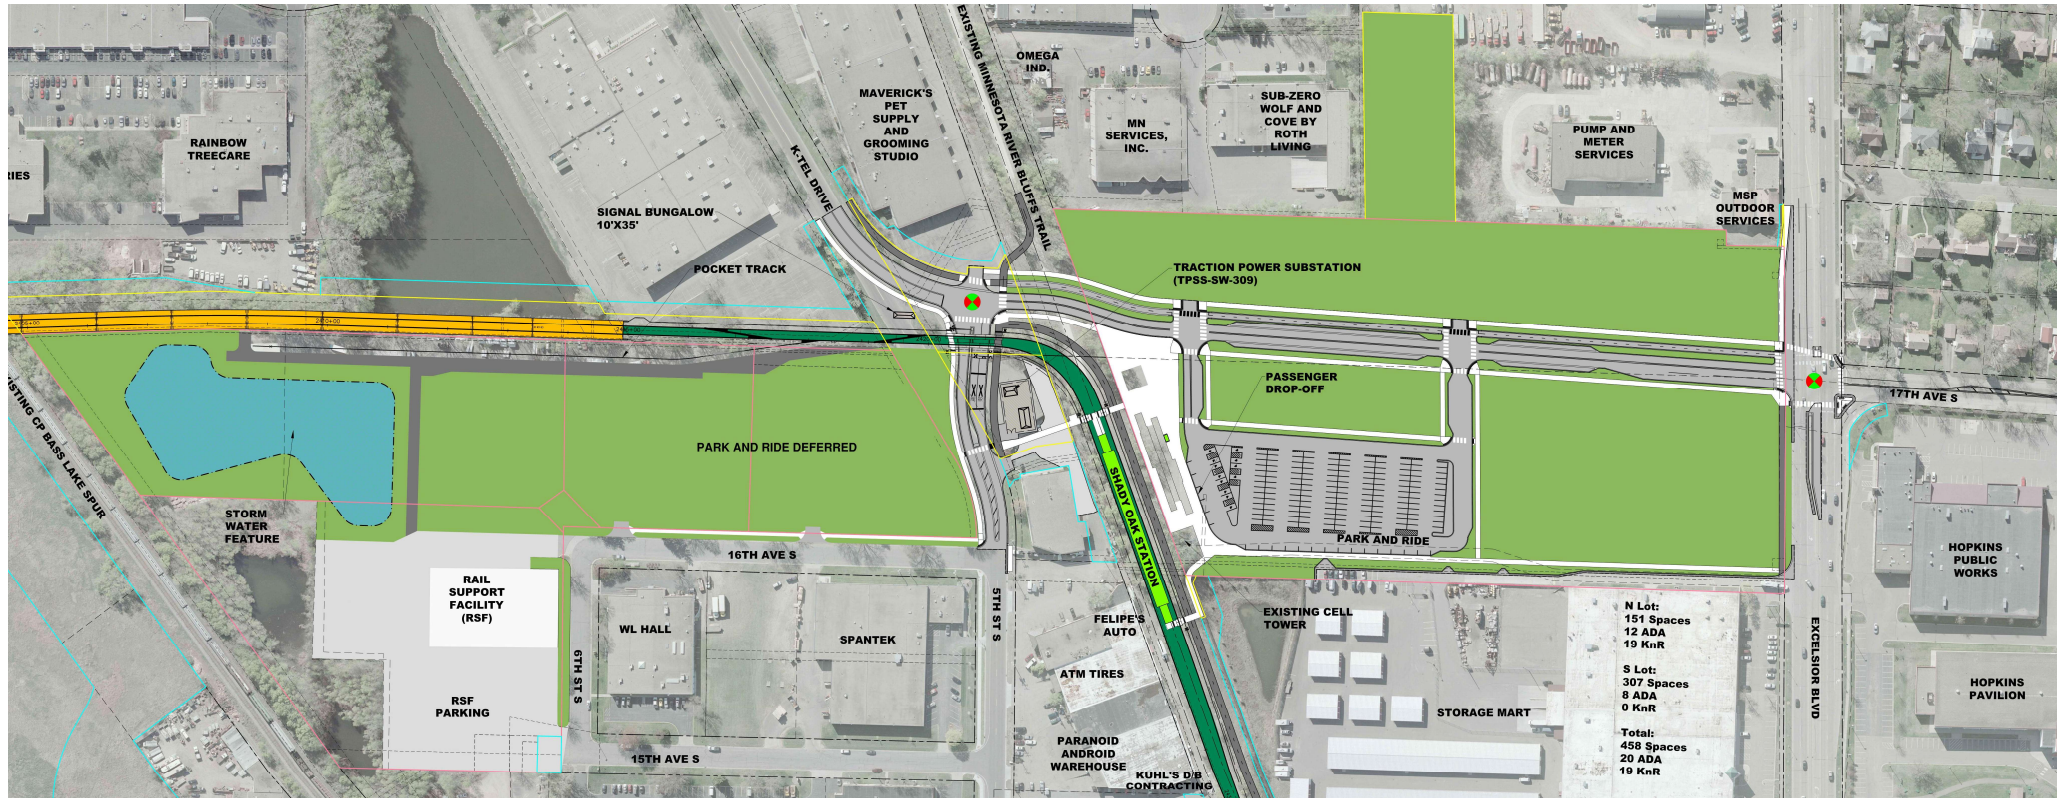 EXISTING MINNESOTA RIVER BLUFFS TRAIL
OMEGA
IND.
MAVERICK'S
PET
SUPPLY
AND
GROOMING
STUDIO
SUB-ZERO
WOLF AND
COVE BY
ROTH
LIVING
MN
SERVICES,
INC.
PUMP AND
METER
SERVICES
RAINBOW
TREECARE
RIES
K-TEL DRIVE
MSP
OUTDOOR
SERVICES
SIGNAL BUNGALOW
10'X35'
POCKET TRACK
TRACTION POWER SUBSTATION
(TPSS-SW-309)
PASSENGER
DROP-OFF
17TH AVE S
ISTING CP BASS LAKE SPUR
PARK AND RIDE DEFERRED
SHADY OAK STATION
STORM
WATER
FEATURE
PARK AND RIDE
16TH AVE S
HOPKINS
PUBLIC
WORKS
RAIL
SUPPORT
FACILITY
(RSF)
5TH ST S
WL HALL
SPANTEK
FELIPE'S
AUTO
EXISTING CELL
TOWER
N Lot:
151 Spaces
12 ADA
19 KnR
S Lot:
307 Spaces
8 ADA
0 KnR
Total:
458 Spaces
20 ADA
19 KnR
EXCELSIOR BLVD
6TH ST S
ATM TIRES
HOPKINS
PAVILION
RSF
PARKING
STORAGE MART
15TH AVE S
PARANOID
ANDROID
WAREHOUSE
KUHL'S D/B
CONTRACTING